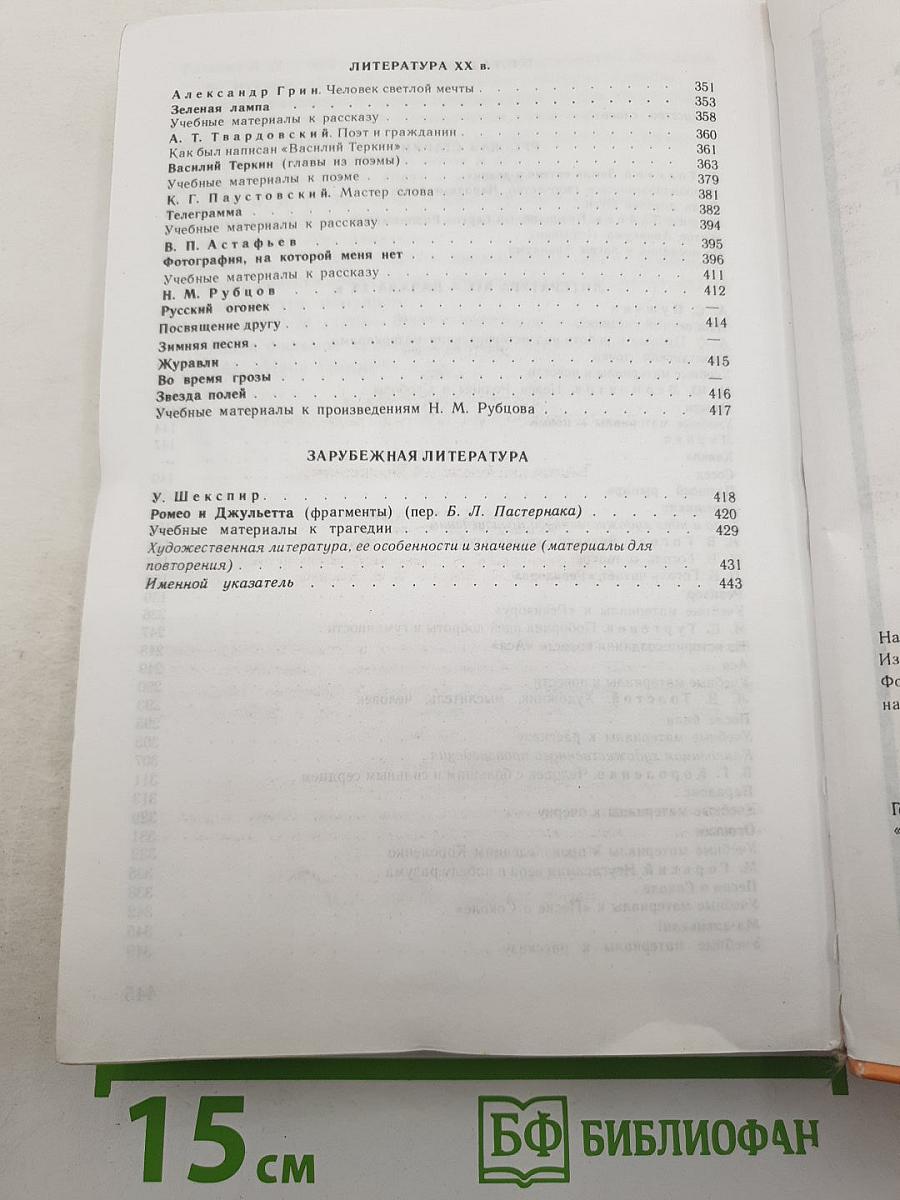 ЛИТЕРАТУРА XX в.
Александр Грин. Человек светлой мечты . . . . . . . . . . . 351
Зеленая лампа . . . . . . . . . . . 353
Учебные материалы к рассказу . . . . . . . . . . . 358
А. Т. Твардовский. Поэт и гражданин . . . . . . . . . . . 360
Как был написан «Василий Теркин» . . . . . . . . . . . 361
Василий Теркин (главы из поэмы) . . . . . . . . . . . 363
Учебные материалы к поэме . . . . . . . . . . . 379
К. Г. Паустовский. Мастер слова . . . . . . . . . . . 381
Телеграмма . . . . . . . . . . . 382
Учебные материалы к рассказу . . . . . . . . . . . 394
В. П. Астафьев . . . . . . . . . . . 395
Фотография, на которой меня нет . . . . . . . . . . . 396
Учебные материалы к рассказу . . . . . . . . . . . 411
Н. М. Рубцов . . . . . . . . . . . 412
Русский огонек . . . . . . . . . . . —
Посвящение другу . . . . . . . . . . . 414
Зимняя песня . . . . . . . . . . . —
Журавли . . . . . . . . . . . 415
Во время грозы . . . . . . . . . . . —
Звезда полей . . . . . . . . . . . 416
Учебные материалы к произведениям Н. М. Рубцова . . . . . . . 417
ЗАРУБЕЖНАЯ ЛИТЕРАТУРА
У. Шекспир . . . . . . . . . . . 418
Ромео и Джульетта (фрагменты) (пер. Б. Л. Пастернака) . . . . . . 420
Учебные материалы к трагедии . . . . . . . . . . . 429
Художественная литература, ее особенности и значение (материалы для
повторения) . . . . . . . . . . . 431
Именной указатель . . . . . . . . . . . 443
На
Из
Фо
на
Г
«
15 см
БФ БИБЛИОФАН